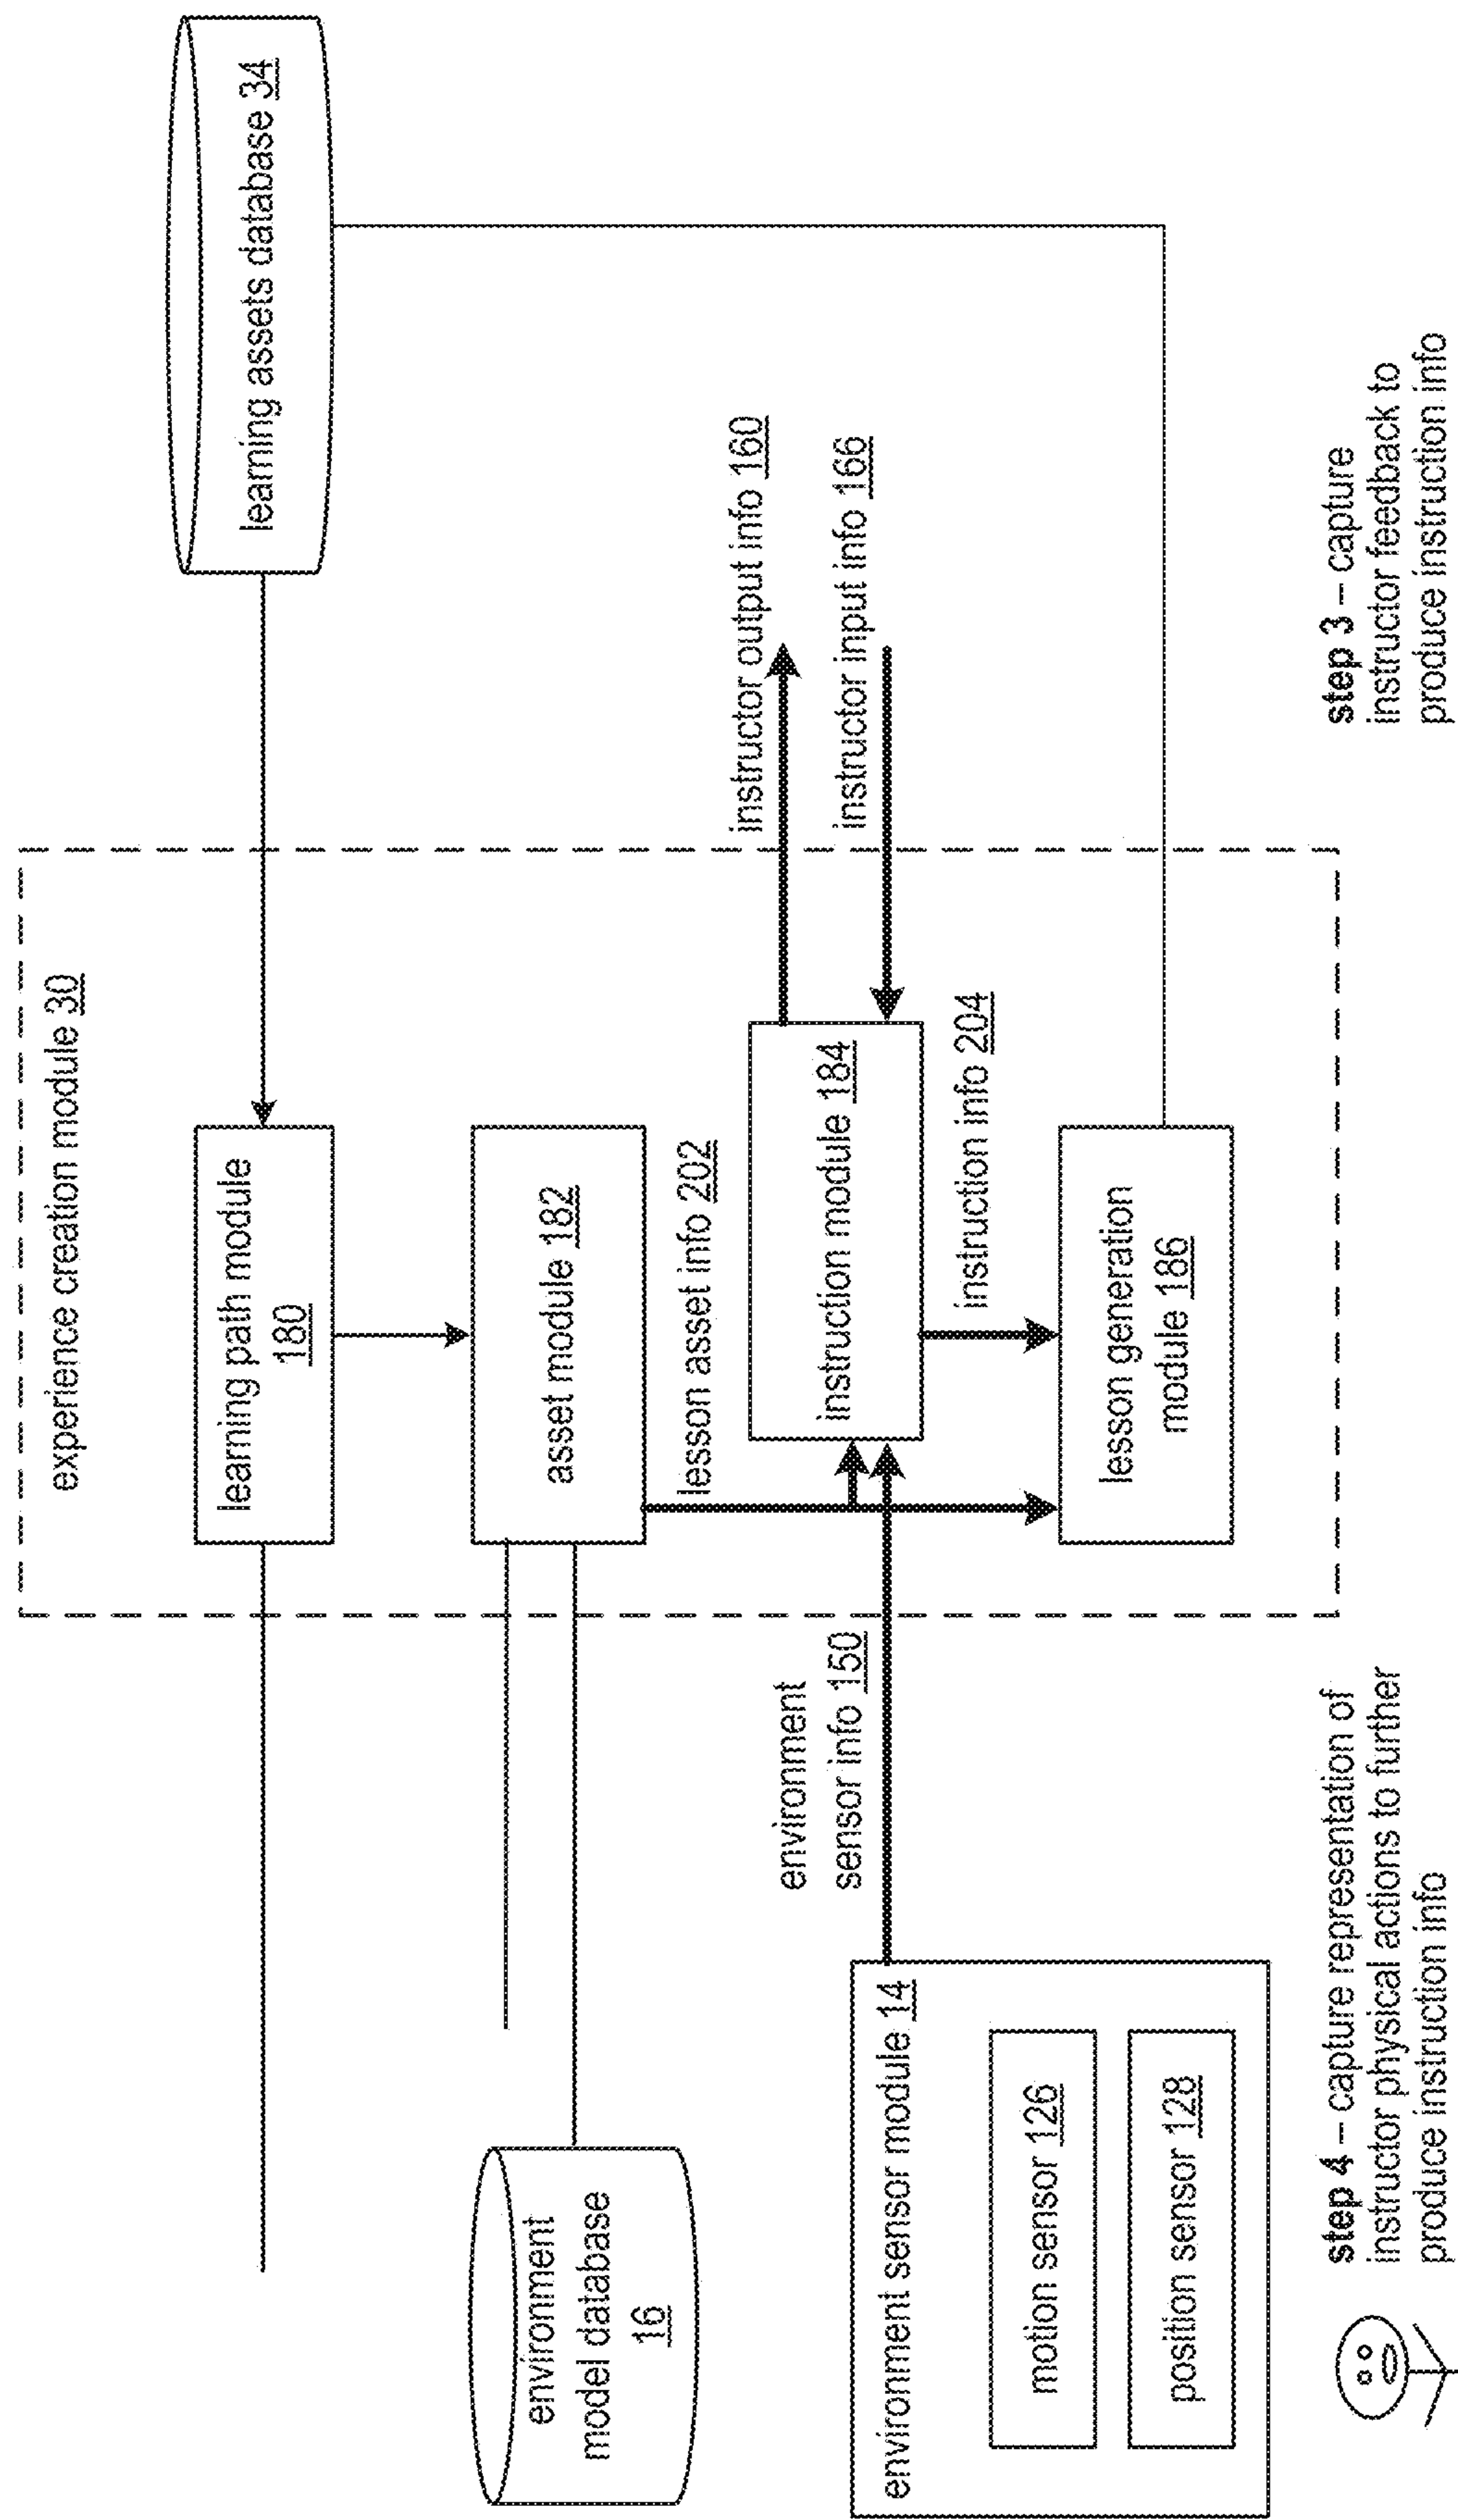 experience creation module 30
learning assets database 34
learning path module
180
environment
model database
16
asset module 182
lesson asset info 202
instructor output info 160
instructor input info 166
environment
sensor info 150
instruction module 184
instruction info 204
environment sensor module 14
motion sensor 126
position sensor 128
lesson generation
module 186
step 4 – capture representation of
instructor physical actions to further
produce instruction info
step 3 – capture
instructor feedback to
produce instruction info